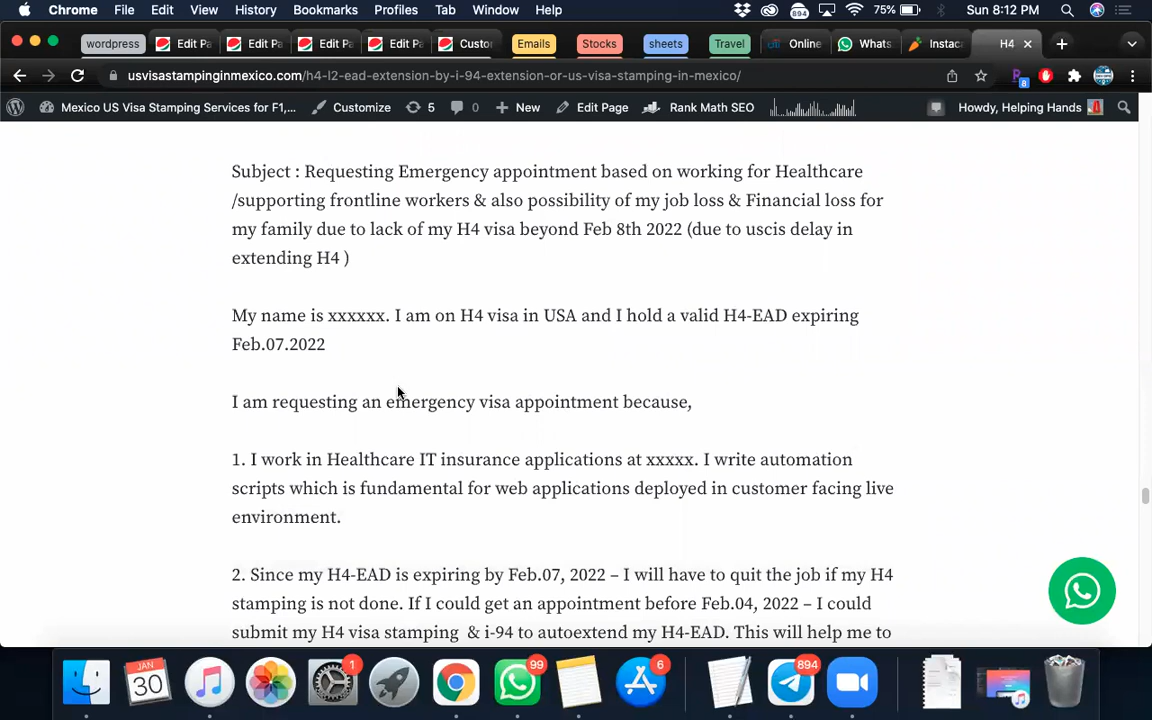 Chrome File Edit View History Bookmarks Profiles Tab Window Help 894 75% Sun 8:12 PM
wordpress Edit Pa Edit Pa Edit Pa Edit Pa Custo Emails Stocks sheets Travel Online Whats Instac H4
usvisastampinginmexico.com/h4-l2-ead-extension-by-i-94-extension-or-us-visa-stamping-in-mexico/ 8
Mexico US Visa Stamping Services for F1,... Customize 5 0 New Edit Page Rank Math SEO Howdy, Helping Hands
Subject : Requesting Emergency appointment based on working for Healthcare
/supporting frontline workers & also possibility of my job loss & Financial loss for
my family due to lack of my H4 visa beyond Feb 8th 2022 (due to uscis delay in
extending H4 )
My name is xxxxxx. I am on H4 visa in USA and I hold a valid H4-EAD expiring
Feb.07.2022
I am requesting an emergency visa appointment because,
1. I work in Healthcare IT insurance applications at xxxxx. I write automation
scripts which is fundamental for web applications deployed in customer facing live
environment.
2. Since my H4-EAD is expiring by Feb.07, 2022 – I will have to quit the job if my H4
stamping is not done. If I could get an appointment before Feb.04, 2022 – I could
submit my H4 visa stamping & i-94 to autoextend my H4-EAD. This will help me to
JAN 30 1 99 6 894